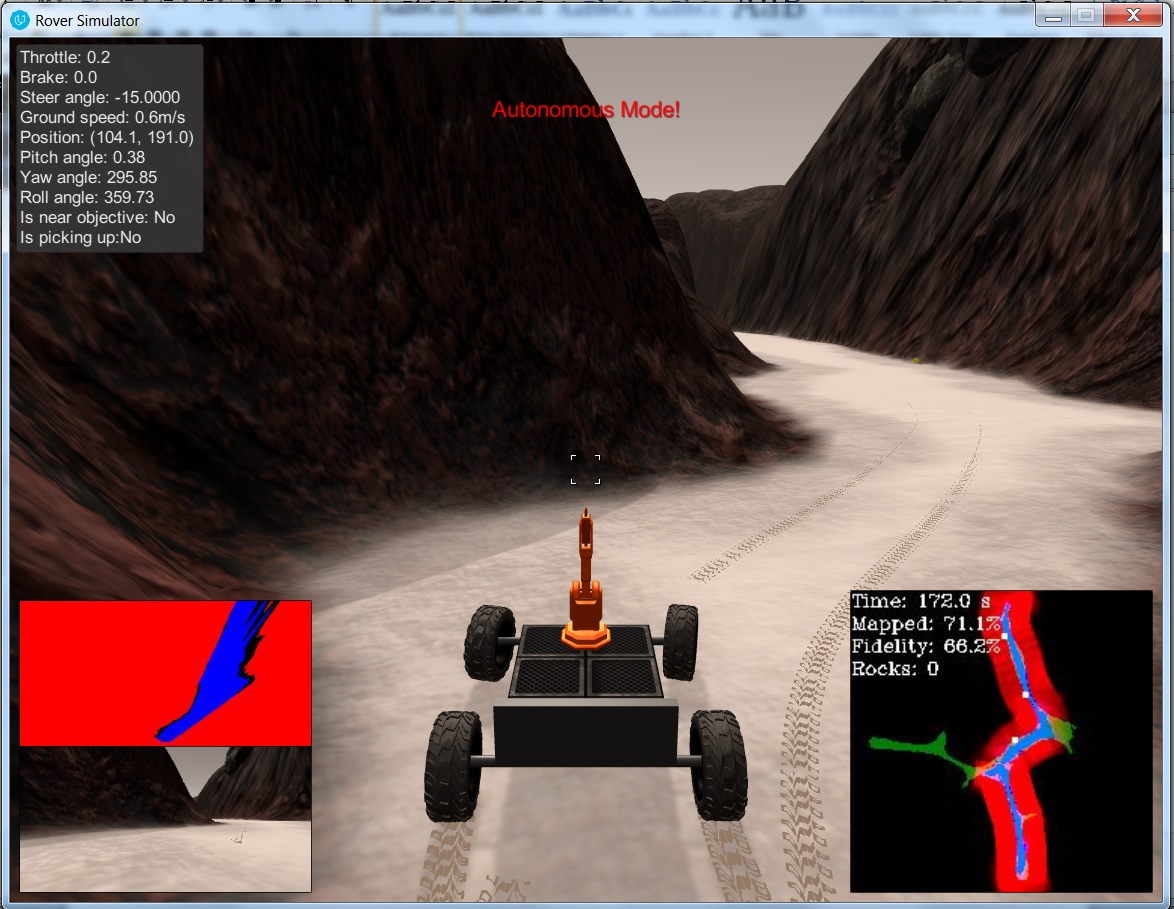 Rover Simulator
Throttle: 0.2
Brake: 0.0
Steer angle: -15.0000
Ground speed: 0.6m/s
Position: (104.1, 191.0)
Pitch angle: 0.38
Yaw angle: 295.85
Roll angle: 359.73
Is near objective: No
Is picking up:No
Autonomous Mode!
Time: 172.0 s
Mapped: 71.1%
Fidelity: 66.2%
Rocks: 0